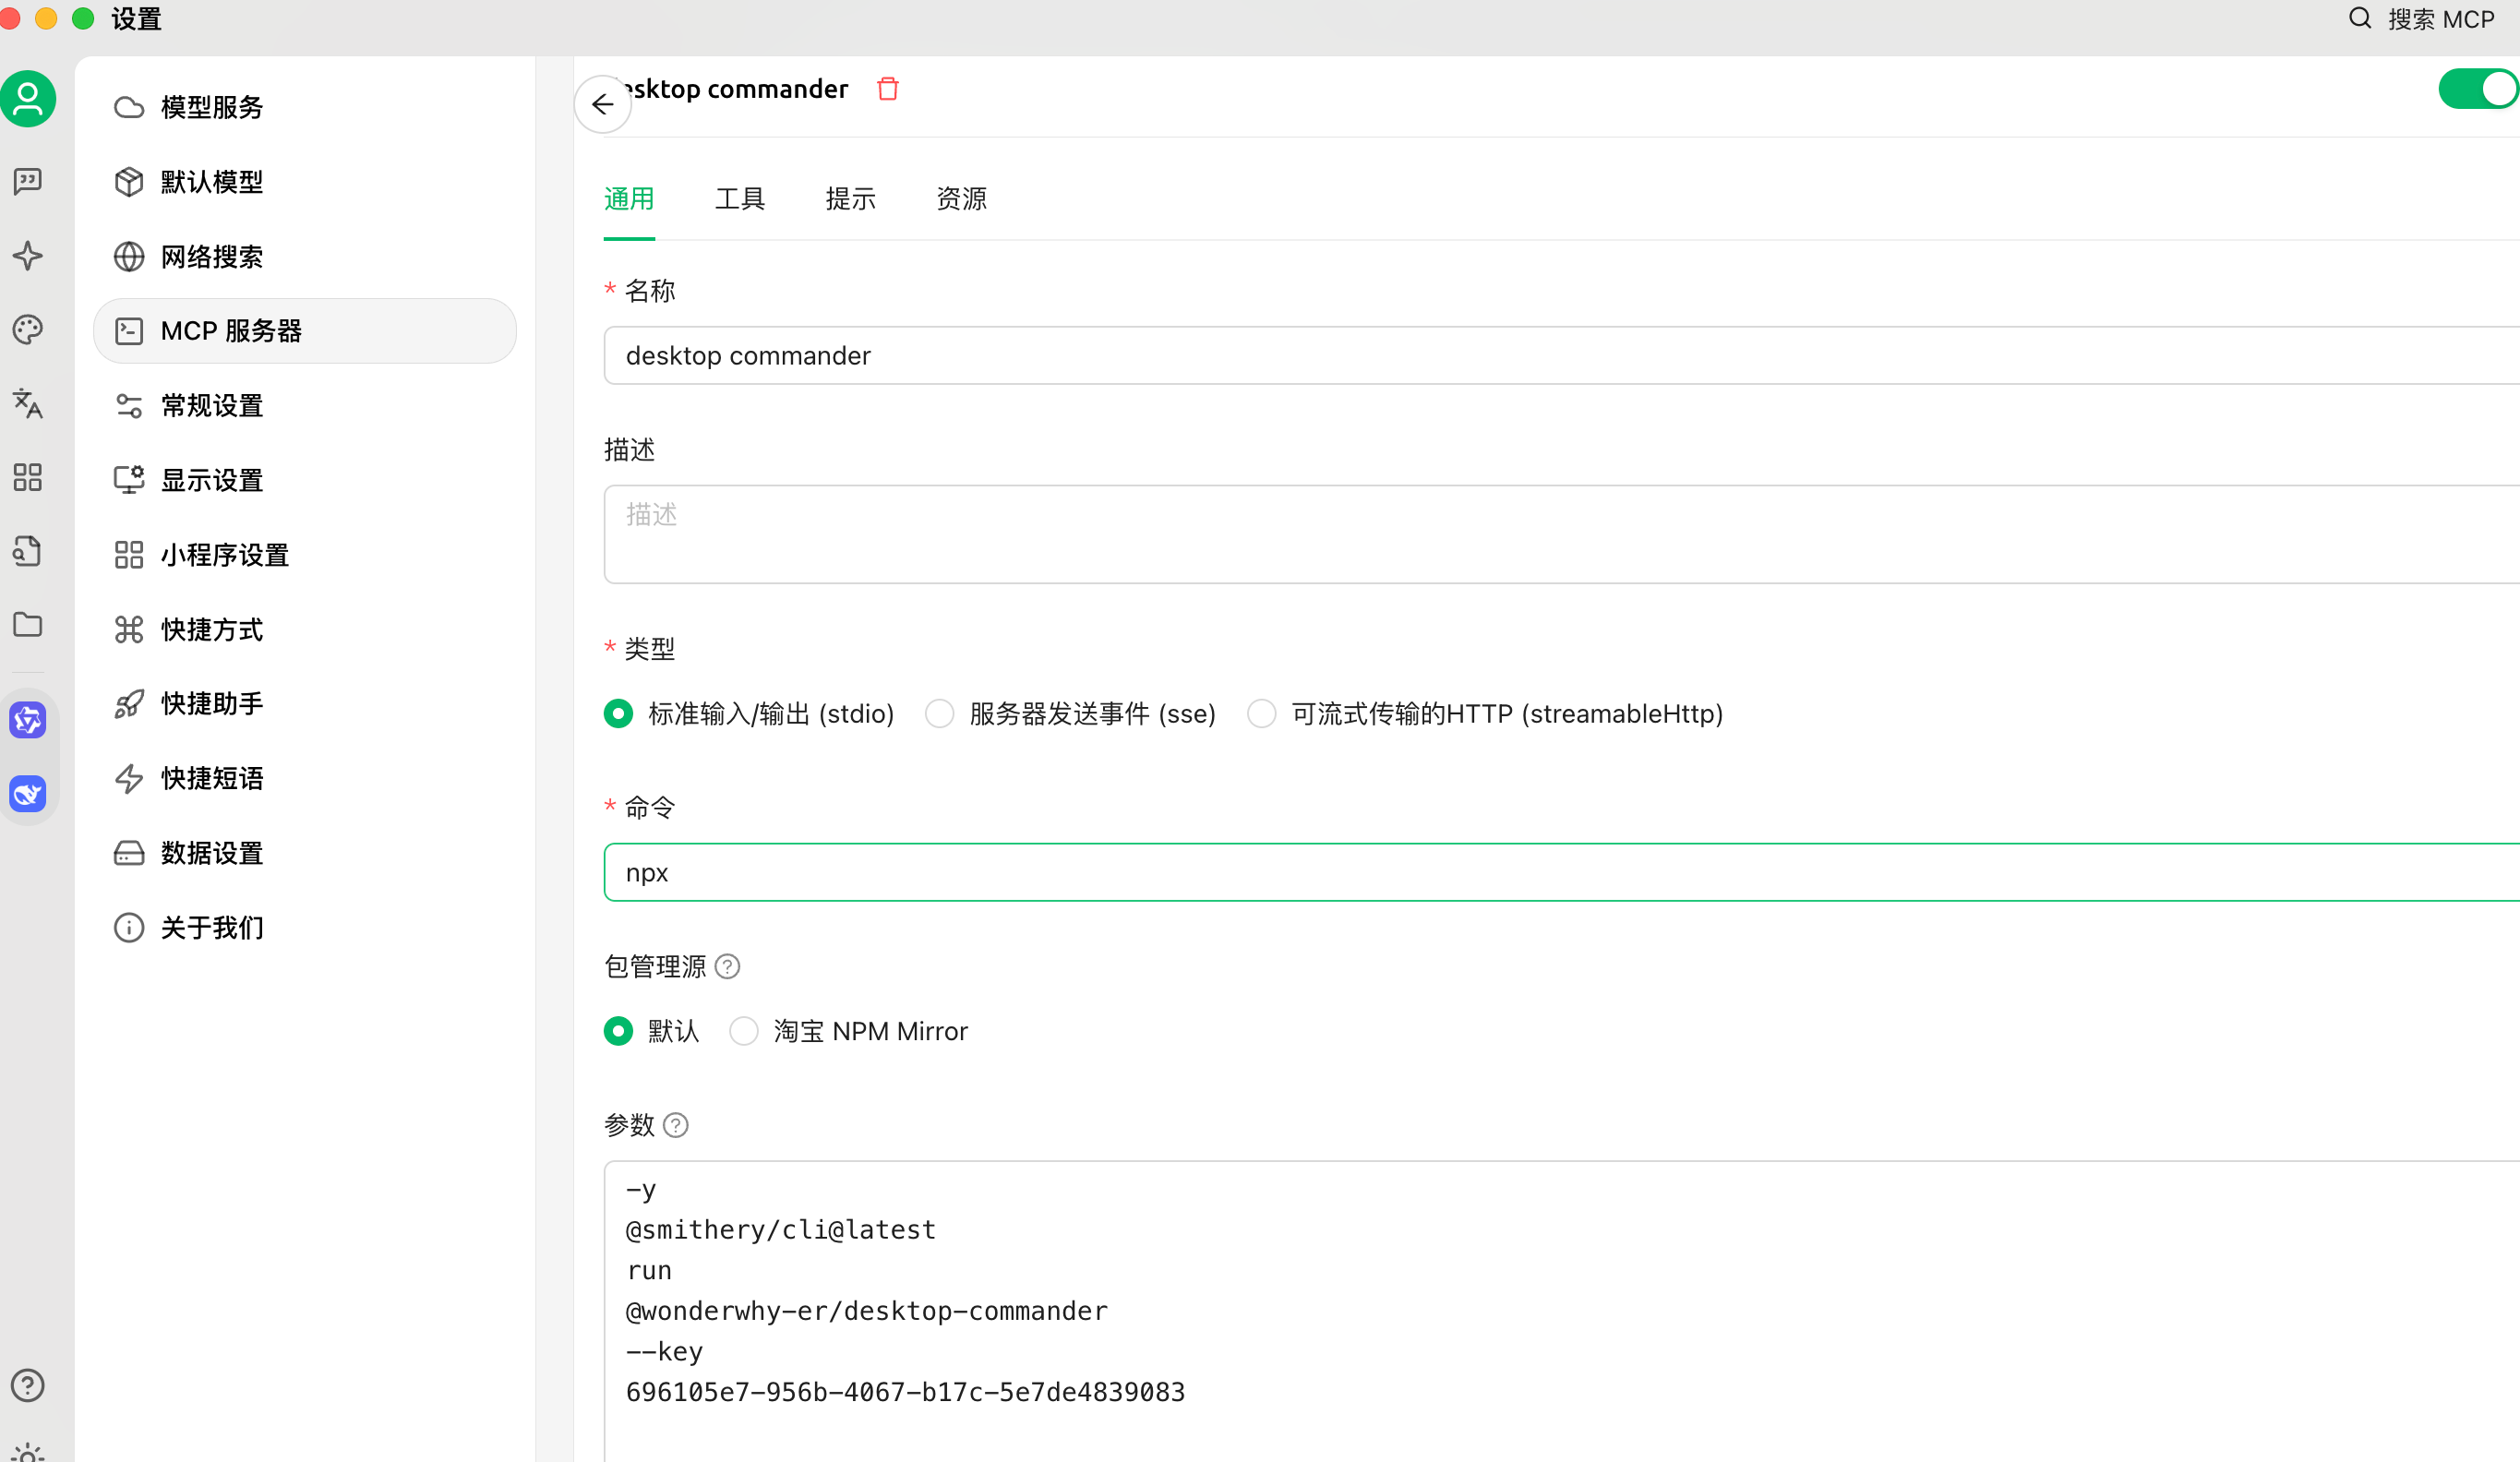 设置
搜索 MCP
模型服务
默认模型
网络搜索
MCP 服务器
常规设置
显示设置
小程序设置
快捷方式
快捷助手
快捷短语
数据设置
关于我们
esktop commander
通用 工具 提示 资源
* 名称
desktop commander
描述
描述
* 类型
标准输入/输出 (stdio) 服务器发送事件 (sse) 可流式传输的HTTP (streamableHttp)
* 命令
npx
包管理源
默认 淘宝 NPM Mirror
参数
-y
@smithery/cli@latest
run
@wonderwhy-er/desktop-commander
--key
696105e7-956b-4067-b17c-5e7de4839083